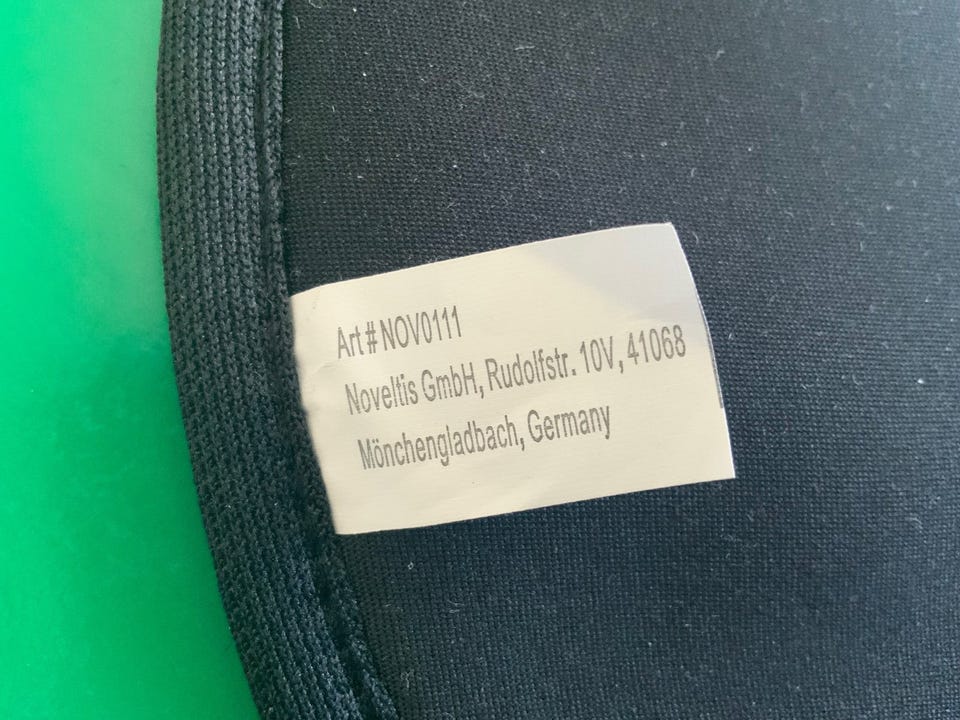 Art# NOV0111
Noveltis GmbH, Rudolfstr. 10V, 41068
Mönchengladbach, Germany